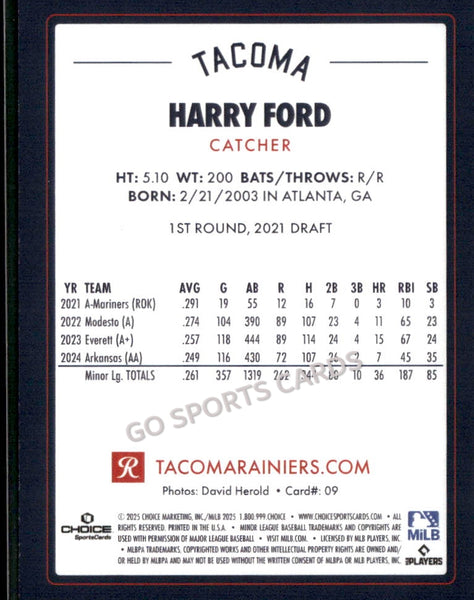 TACOMA
HARRY FORD
CATCHER
HT: 5.10 WT: 200 BATS/THROWS: R/R
BORN: 2/21/2003 IN ATLANTA, GA
1ST ROUND, 2021 DRAFT
YR TEAM AVG G AB R H 2B 3B HR RBI SB
2021 A-Mariners (ROK) .291 19 55 12 16 7 0 3 10 3
2022 Modesto (A) .274 104 390 89 107 23 4 11 65 23
2023 Everett (A+) .257 118 444 89 114 24 3 15 67 24
2024 Arkansas (AA) .249 116 430 72 107 26 3 7 45 35
Minor Lg. TOTALS .261 357 1319 262 344 80 10 36 187 85
GO SPORTS CARDS
R TACOMARAINIERS.COM
Photos: David Herold • Card#: 09
© 2025 CHOICE MARKETING, INC/MiLB 2025 1.800.999.CHOICE • WWW.CHOICESPORTSCARDS.COM • ALL
RIGHTS RESERVED. PRINTED IN THE U.S.A. • MINOR LEAGUE BASEBALL TRADEMARKS AND COPYRIGHTS ARE
USED WITH PERMISSION OF MAJOR LEAGUE BASEBALL • VISIT MiLB.COM. • LICENSED BY MLB PLAYERS, INC.
• MLBPA TRADEMARKS, COPYRIGHTED WORKS AND OTHER INTELLECTUAL PROPERTY RIGHTS ARE OWNED AND/
OR HELD BY MLBPA AND MAY NOT BE USED WITHOUT THE WRITTEN CONSENT OF MLBPA OR MLB PLAYERS, INC.
CHOICE
SportsCards
MiLB
PLAYERS